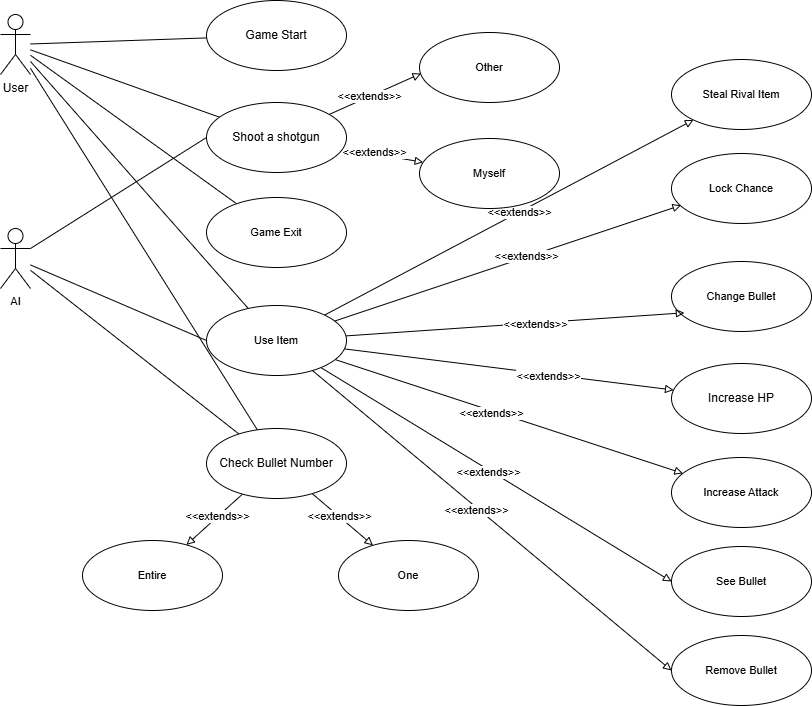 Game Start
User
Other
<<extends>>
Steal Rival Item
Shoot a shotgun
<<extends>>
Myself
Lock Chance
<<extends>>
Game Exit
<<extends>>
AI
Change Bullet
<<extends>>
Use Item
<<extends>>
Increase HP
<<extends>>
Check Bullet Number
<<extends>>
Increase Attack
<<extends>>
<<extends>>
<<extends>>
Entire
One
See Bullet
Remove Bullet